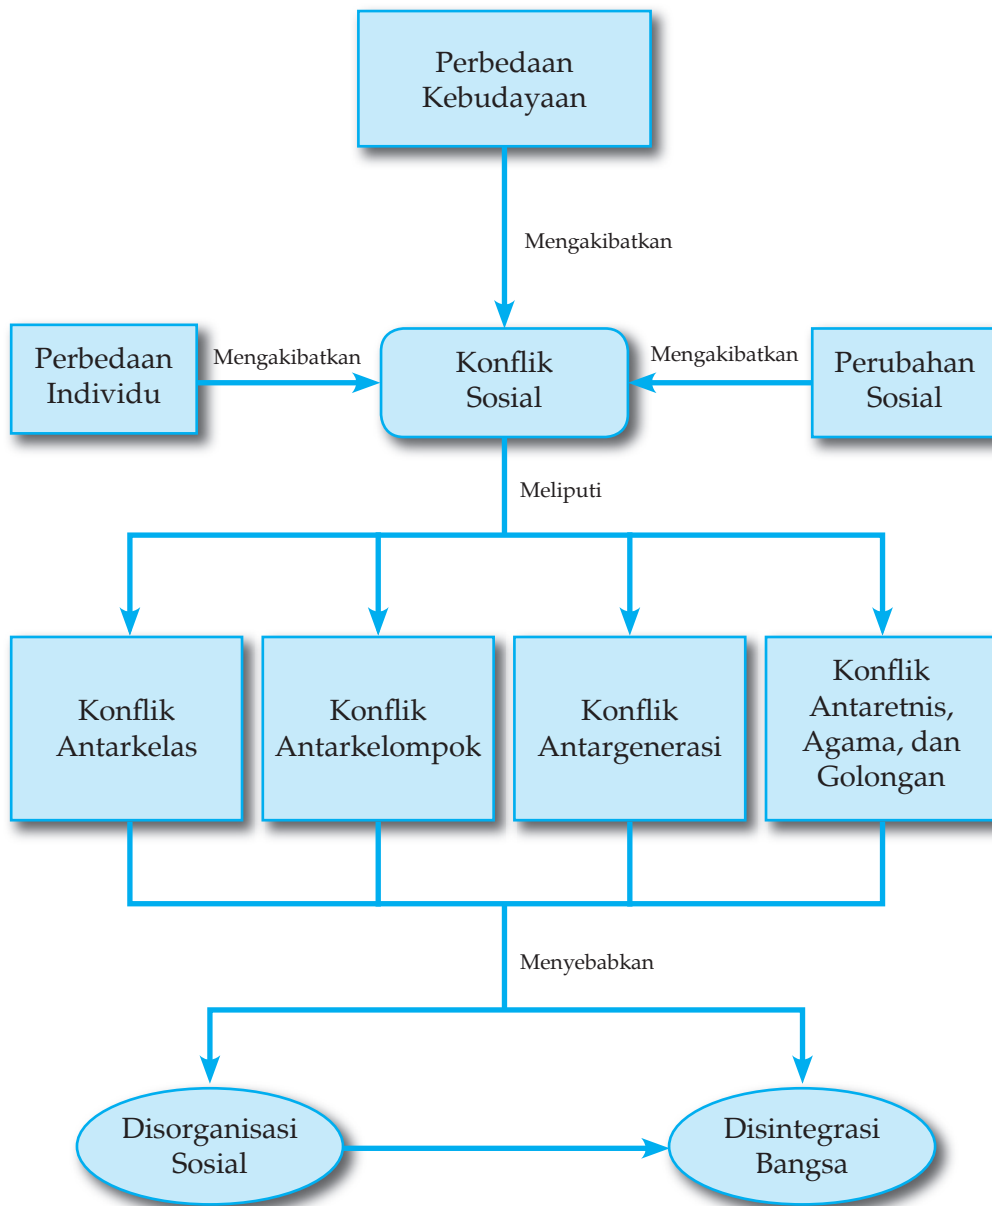 Perbedaan
Kebudayaan
Mengakibatkan
Perbedaan
Individu
Mengakibatkan
Konflik
Sosial
Mengakibatkan
Perubahan
Sosial
Meliputi
Konflik
Antarkelas
Konflik
Antarkelompok
Konflik
Antargenerasi
Konflik
Antaretnis,
Agama, dan
Golongan
Menyebabkan
Disorganisasi
Sosial
Disintegrasi
Bangsa